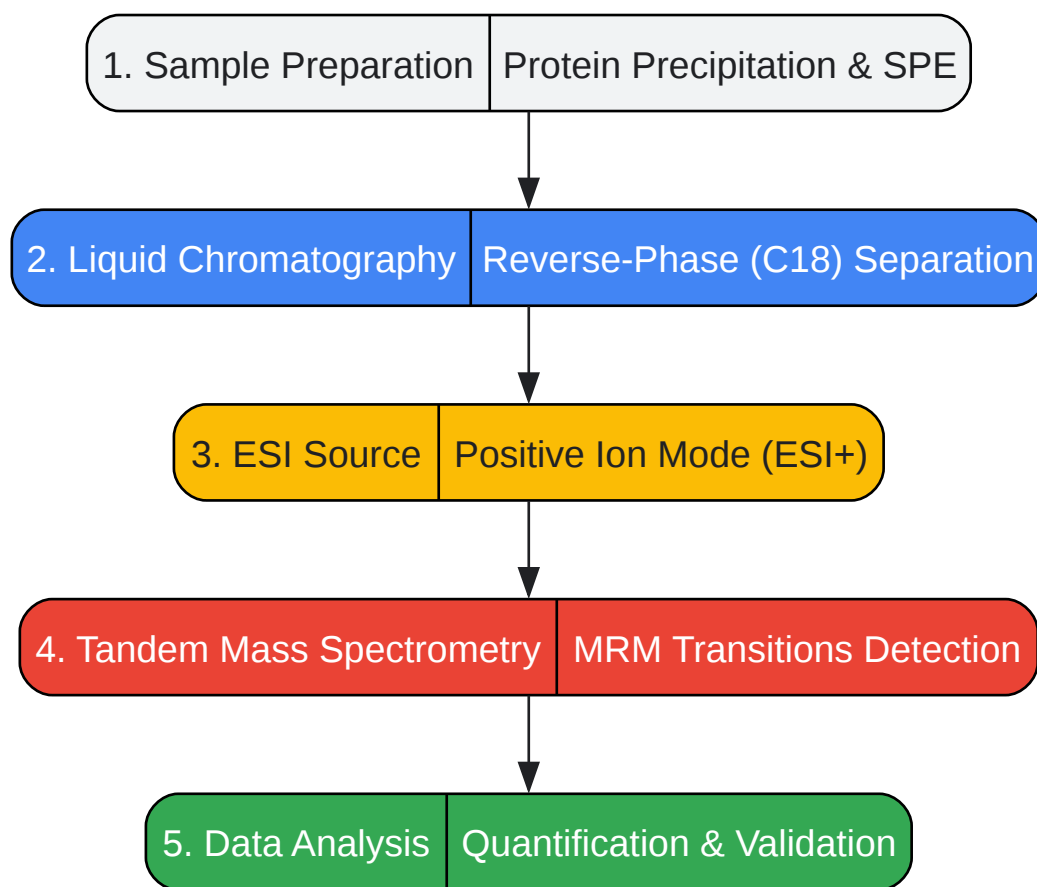 1. Sample Preparation
Protein Precipitation & SPE
2. Liquid Chromatography
Reverse-Phase (C18) Separation
3. ESI Source
Positive Ion Mode (ESI+)
4. Tandem Mass Spectrometry
MRM Transitions Detection
5. Data Analysis
Quantification & Validation